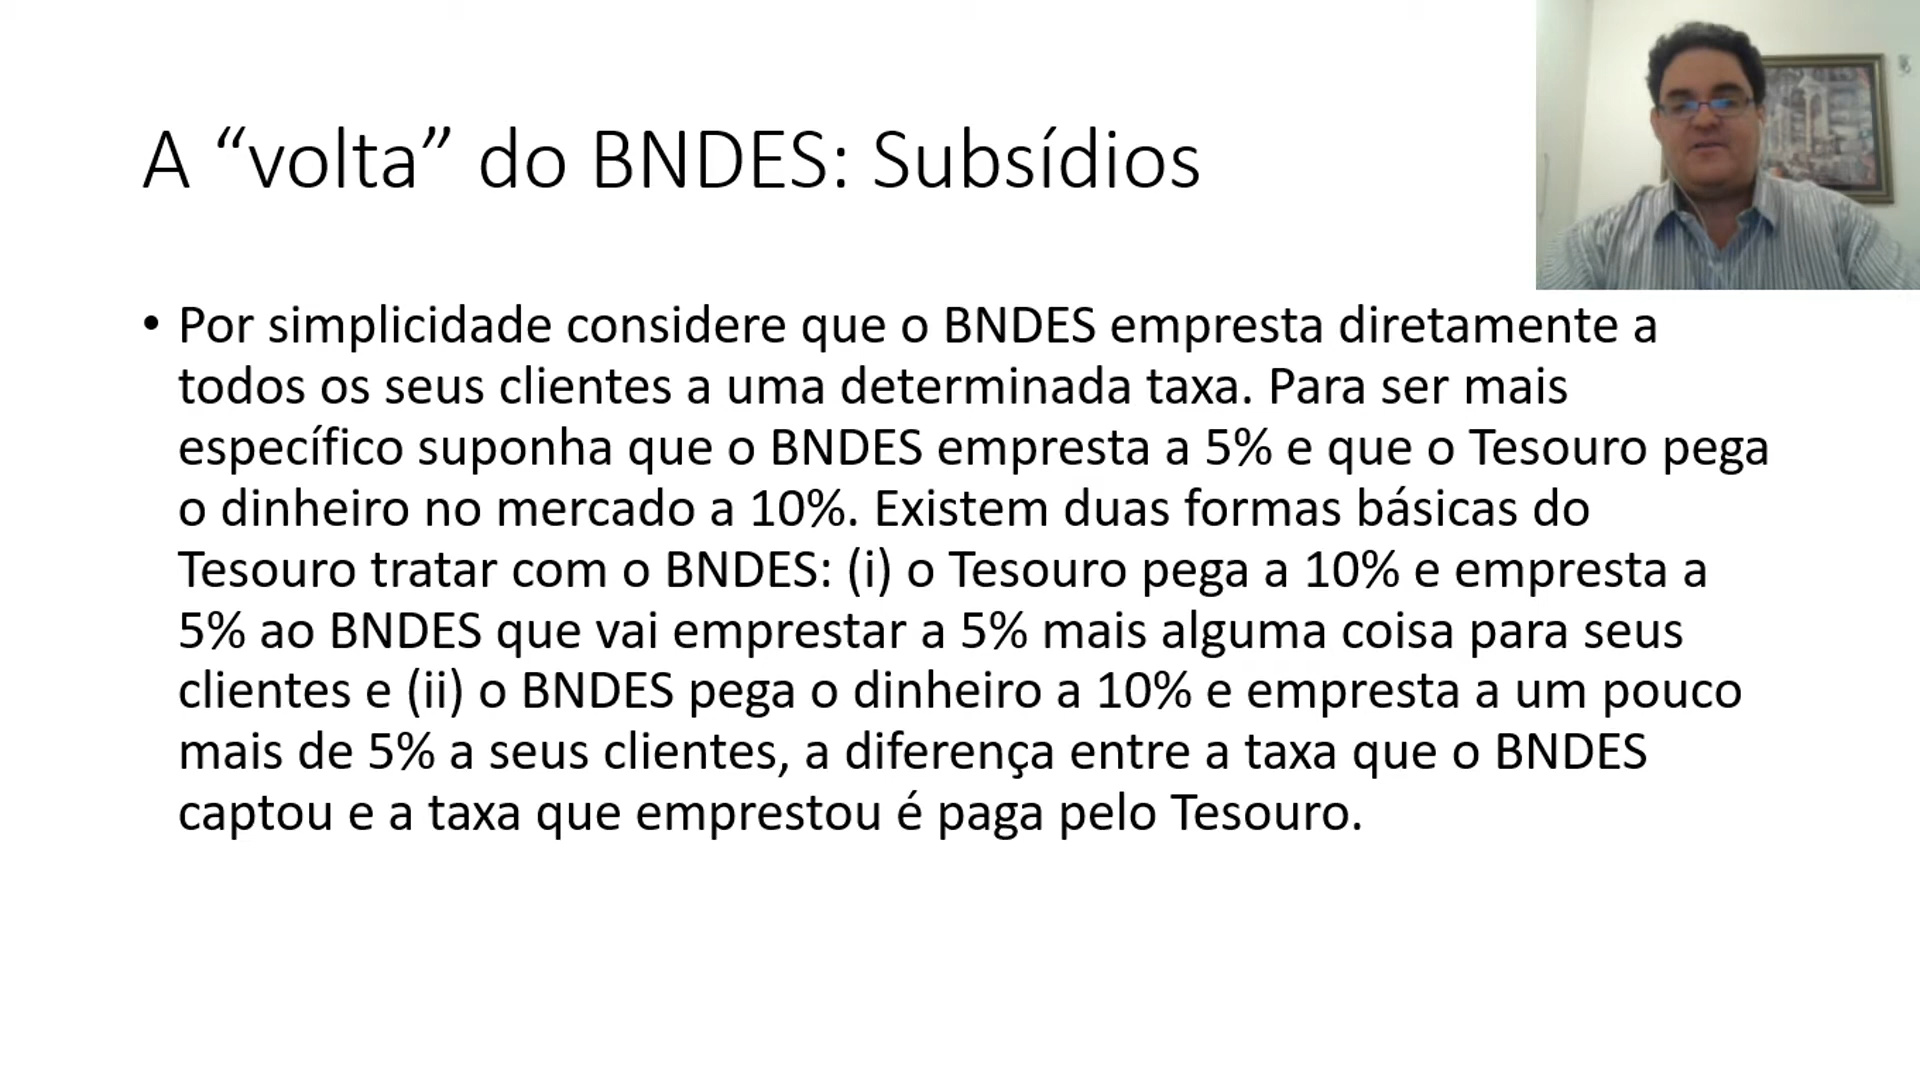 A “volta” do BNDES: Subsídios
• Por simplicidade considere que o BNDES empresta diretamente a
todos os seus clientes a uma determinada taxa. Para ser mais
específico suponha que o BNDES empresta a 5% e que o Tesouro pega
o dinheiro no mercado a 10%. Existem duas formas básicas do
Tesouro tratar com o BNDES: (i) o Tesouro pega a 10% e empresta a
5% ao BNDES que vai emprestar a 5% mais alguma coisa para seus
clientes e (ii) o BNDES pega o dinheiro a 10% e empresta a um pouco
mais de 5% a seus clientes, a diferença entre a taxa que o BNDES
captou e a taxa que emprestou é paga pelo Tesouro.